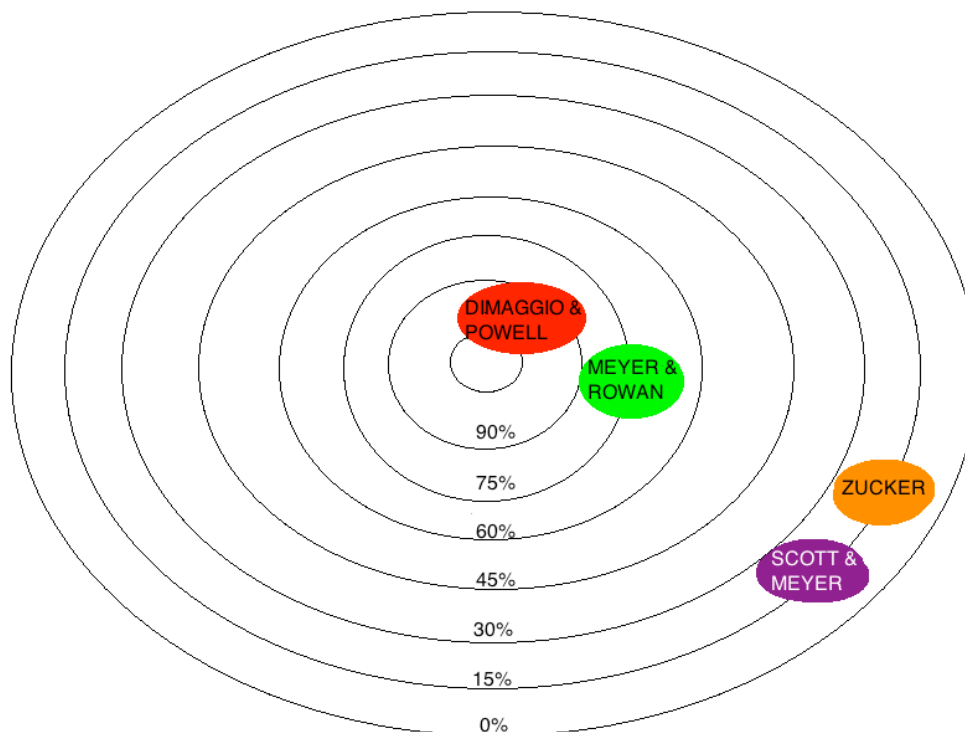 DIMAGGIO &
POWELL
MEYER &
ROWAN
90%
75%
ZUCKER
60%
SCOTT &
MEYER
45%
30%
15%
0%